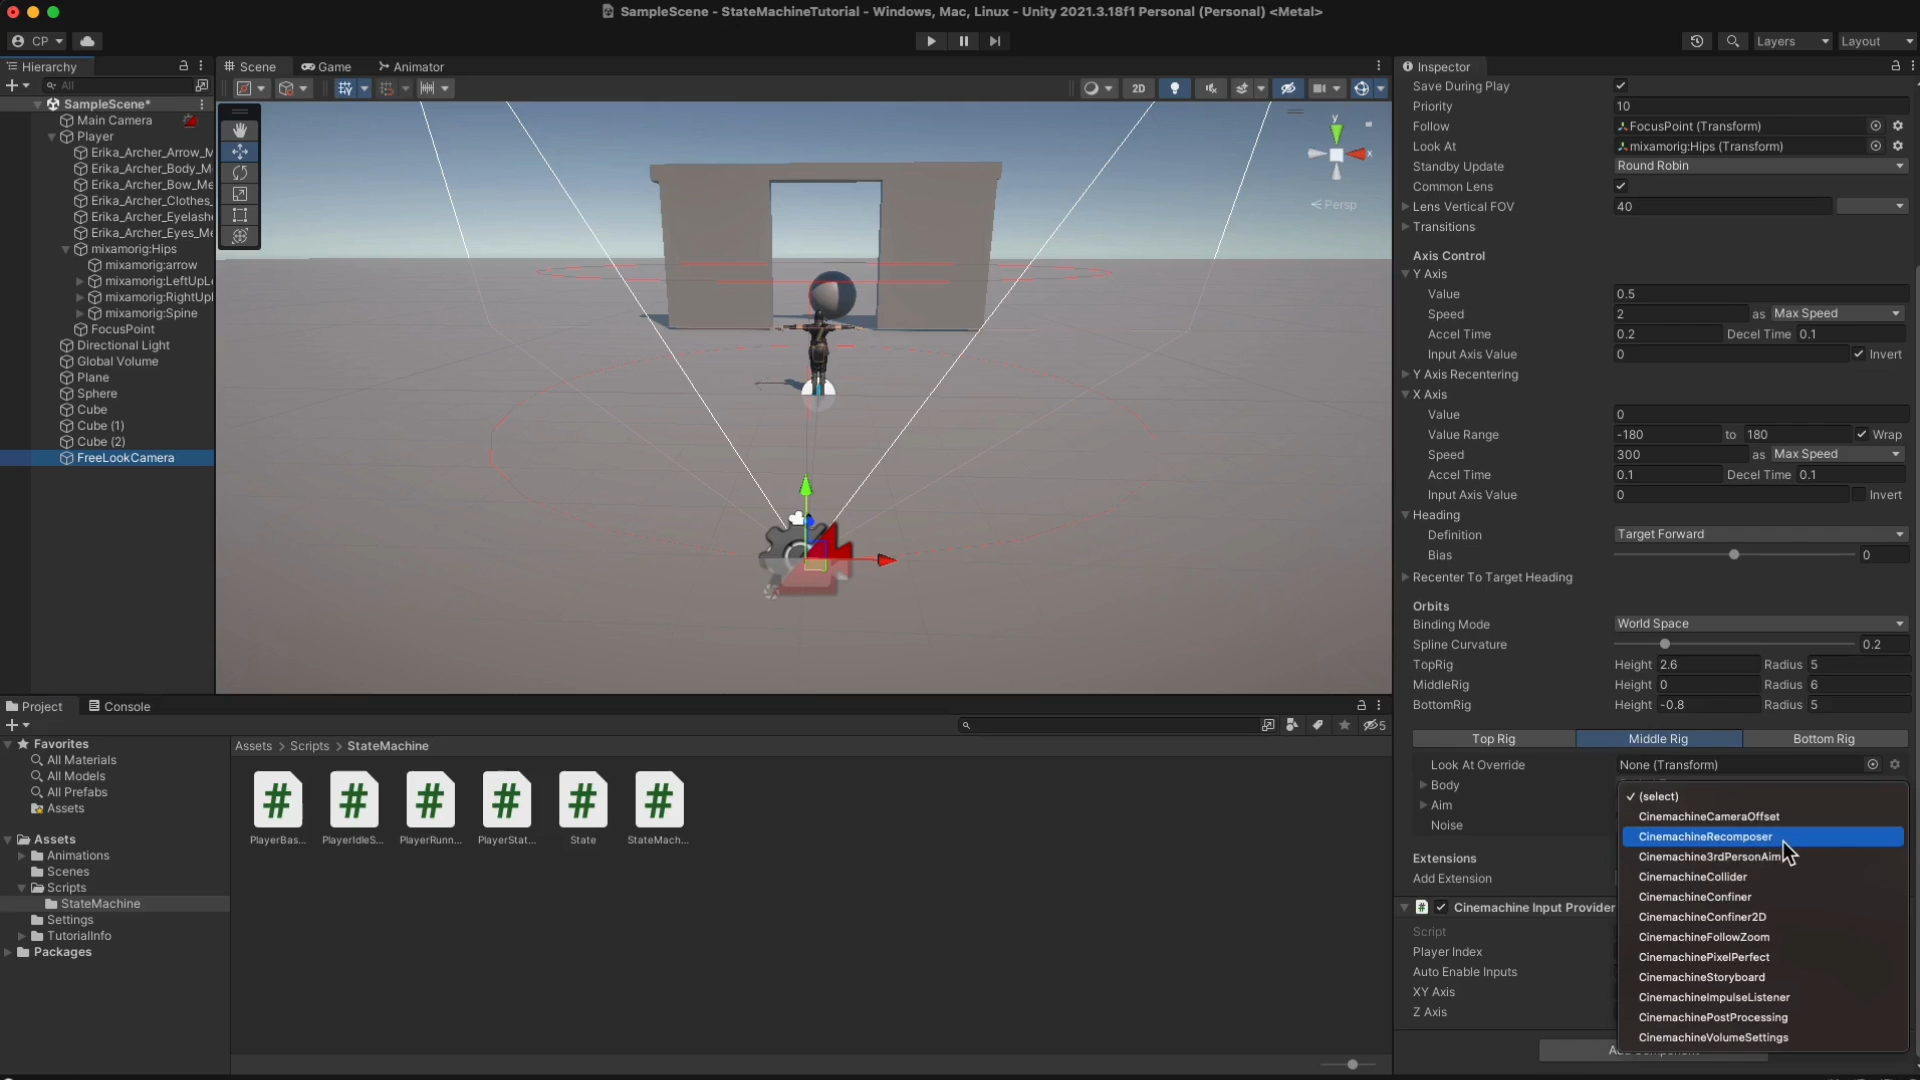 SampleScene - StateMachineTutorial - Windows, Mac, Linux - Unity 2021.3.18f1 Personal (Personal) <Metal>
CP
Layers
Layout
Hierarchy
All
SampleScene*
Main Camera
Player
Erika_Archer_Arrow_M
Erika_Archer_Body_M
Erika_Archer_Bow_Me
Erika_Archer_Clothes_
Erika_Archer_Eyelashe
Erika_Archer_Eyes_Me
mixamorig:Hips
mixamorig:arrow
mixamorig:LeftUpLe
mixamorig:RightUpl
mixamorig:Spine
FocusPoint
Directional Light
Global Volume
Plane
Sphere
Cube
Cube (1)
Cube (2)
FreeLookCamera
Scene
Game
Animator
2D
y
x
Persp
Project
Console
5
Favorites
All Materials
All Models
All Prefabs
Assets
Assets
Animations
Scenes
Scripts
StateMachine
Settings
TutorialInfo
Packages
Assets > Scripts > StateMachine
# # # # # #
PlayerBas... PlayerIdleS... PlayerRunn... PlayerStat... State StateMach...
Inspector
Save During Play
Priority 10
Follow FocusPoint (Transform)
Look At mixamorig:Hips (Transform)
Standby Update Round Robin
Common Lens
Lens Vertical FOV 40
Transitions
Axis Control
Y Axis
Value 0.5
Speed 2 as Max Speed
Accel Time 0.2 Decel Time 0.1
Input Axis Value 0 Invert
Y Axis Recentering
X Axis
Value 0
Value Range -180 to 180 Wrap
Speed 300 as Max Speed
Accel Time 0.1 Decel Time 0.1
Input Axis Value 0 Invert
Heading
Definition Target Forward
Bias 0
Recenter To Target Heading
Orbits
Binding Mode World Space
Spline Curvature 0.2
TopRig Height 2.6 Radius 5
MiddleRig Height 0 Radius 6
BottomRig Height -0.8 Radius 5
Top Rig Middle Rig Bottom Rig
Look At Override None (Transform)
Body
Aim
Noise
Extensions
Add Extension
# Cinemachine Input Provider
Script
Player Index
Auto Enable Inputs
XY Axis
Z Axis
(select)
CinemachineCameraOffset
CinemachineRecomposer
Cinemachine3rdPersonAim
CinemachineCollider
CinemachineConfiner
CinemachineConfiner2D
CinemachineFollowZoom
CinemachinePixelPerfect
CinemachineStoryboard
CinemachineImpulseListener
CinemachinePostProcessing
CinemachineVolumeSettings